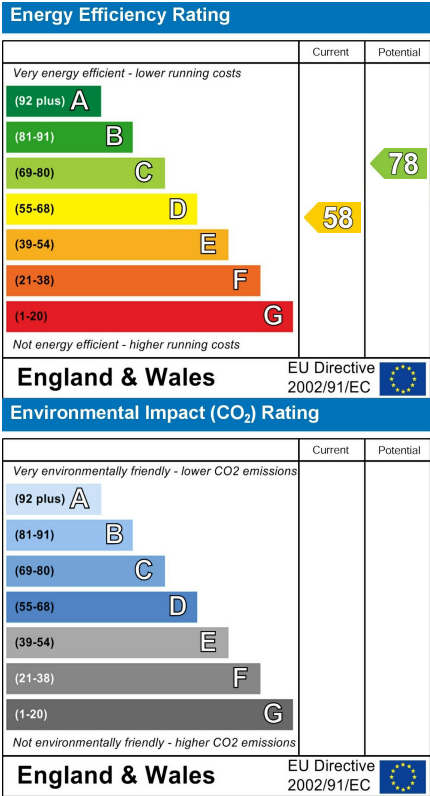 Energy Efficiency Rating
Current Potential
Very energy efficient - lower running costs
(92 plus) A
(81-91) B
(69-80) C
78
(55-68) D
58
(39-54) E
(21-38) F
(1-20) G
Not energy efficient - higher running costs
England & Wales
EU Directive
2002/91/EC
Environmental Impact (CO₂) Rating
Current Potential
Very environmentally friendly - lower CO2 emissions
(92 plus) A
(81-91) B
(69-80) C
(55-68) D
(39-54) E
(21-38) F
(1-20) G
Not environmentally friendly - higher CO2 emissions
England & Wales
EU Directive
2002/91/EC